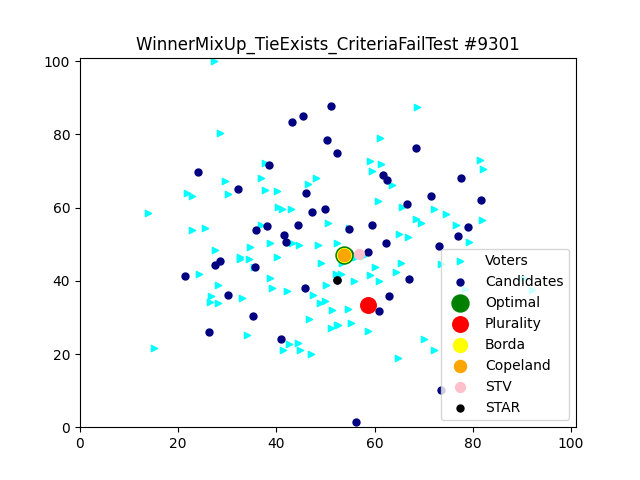 WinnerMixUp_TieExists_CriteriaFailTest #9301
100
80
60
40
20
0
0 20 40 60 80 100
Voters
Candidates
Optimal
Plurality
Borda
Copeland
STV
STAR